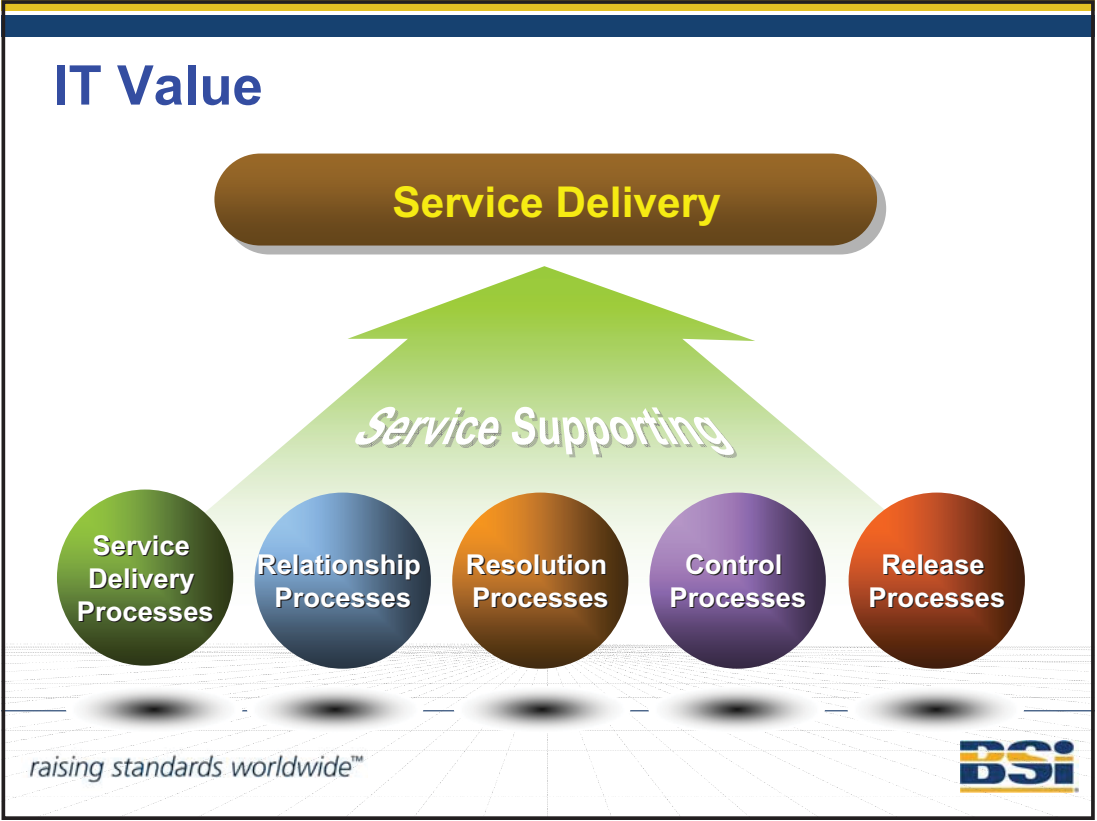 IT Value
Service Delivery
Service Supporting
Service
Delivery
Processes
Relationship
Processes
Resolution
Processes
Control
Processes
Release
Processes
raising standards worldwide™
BSi